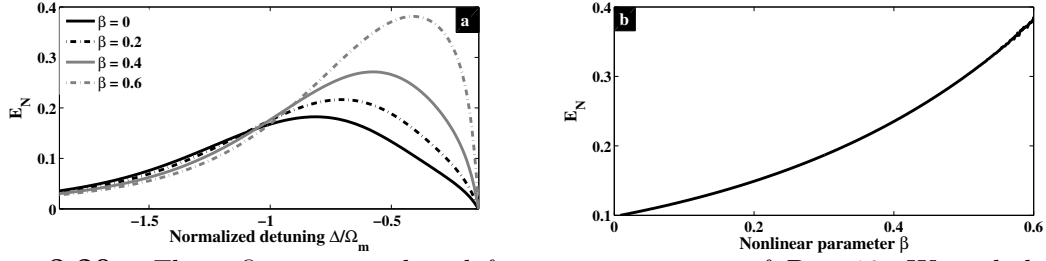 a
β = 0
β = 0.2
β = 0.4
β = 0.6
0.4
0.3
0.2
0.1
0
E_N
−1.5
−1
−0.5
Normalized detuning Δ/Ω_m
b
0.4
0.3
0.2
0.1
E_N
0
0.2
0.4
0.6
Nonlinear parameter β